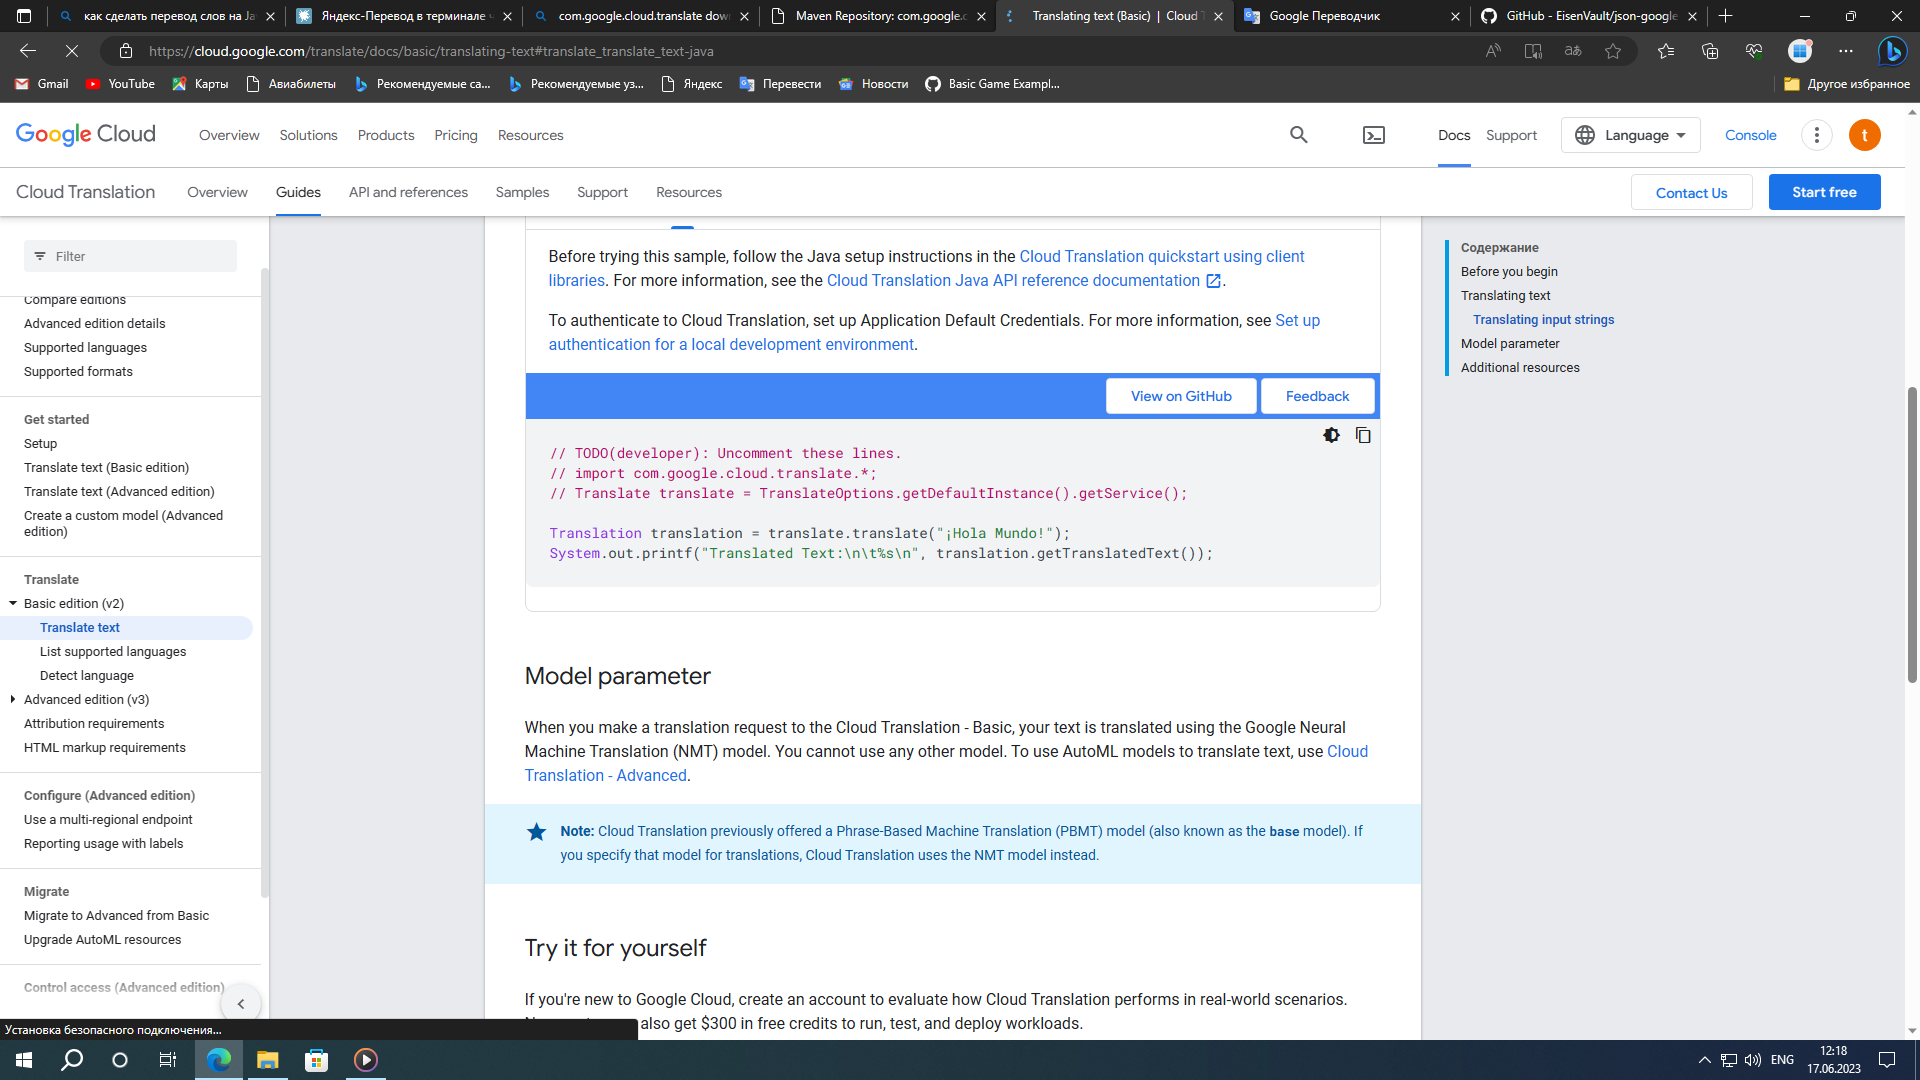 как сделать перевод слов на Ja
Яндекс-Перевод в терминале
com.google.cloud.translate dow
Maven Repository: com.google.c
Translating text (Basic) | Cloud T
Google Переводчик
GitHub - EisenVault/json-google
https://cloud.google.com/translate/docs/basic/translating-text#translate_translate_text-java
Gmail
YouTube
Карты
Авиабилеты
Рекомендуемые са...
Рекомендуемые уз...
Яндекс
Перевести
Новости
Basic Game Exampl...
Другое избранное
Google Cloud
Overview
Solutions
Products
Pricing
Resources
Docs
Support
Language
Console
t
Cloud Translation
Overview
Guides
API and references
Samples
Support
Resources
Contact Us
Start free
Filter
Compare editions
Advanced edition details
Supported languages
Supported formats
Get started
Setup
Translate text (Basic edition)
Translate text (Advanced edition)
Create a custom model (Advanced
edition)
Translate
Basic edition (v2)
Translate text
List supported languages
Detect language
Advanced edition (v3)
Attribution requirements
HTML markup requirements
Configure (Advanced edition)
Use a multi-regional endpoint
Reporting usage with labels
Migrate
Migrate to Advanced from Basic
Upgrade AutoML resources
Control access (Advanced edition)
Before trying this sample, follow the Java setup instructions in the Cloud Translation quickstart using client
libraries. For more information, see the Cloud Translation Java API reference documentation.
To authenticate to Cloud Translation, set up Application Default Credentials. For more information, see Set up
authentication for a local development environment.
View on GitHub
Feedback
// TODO(developer): Uncomment these lines.
// import com.google.cloud.translate.*;
// Translate translate = TranslateOptions.getDefaultInstance().getService();
Translation translation = translate.translate("¡Hola Mundo!");
System.out.printf("Translated Text:\n\t%s\n", translation.getTranslatedText());
Model parameter
When you make a translation request to the Cloud Translation - Basic, your text is translated using the Google Neural
Machine Translation (NMT) model. You cannot use any other model. To use AutoML models to translate text, use Cloud
Translation - Advanced.
Note: Cloud Translation previously offered a Phrase-Based Machine Translation (PBMT) model (also known as the base model). If
you specify that model for translations, Cloud Translation uses the NMT model instead.
Try it for yourself
If you're new to Google Cloud, create an account to evaluate how Cloud Translation performs in real-world scenarios.
also get $300 in free credits to run, test, and deploy workloads.
Содержание
Before you begin
Translating text
Translating input strings
Model parameter
Additional resources
Установка безопасного подключения...
ENG
12:18
17.06.2023